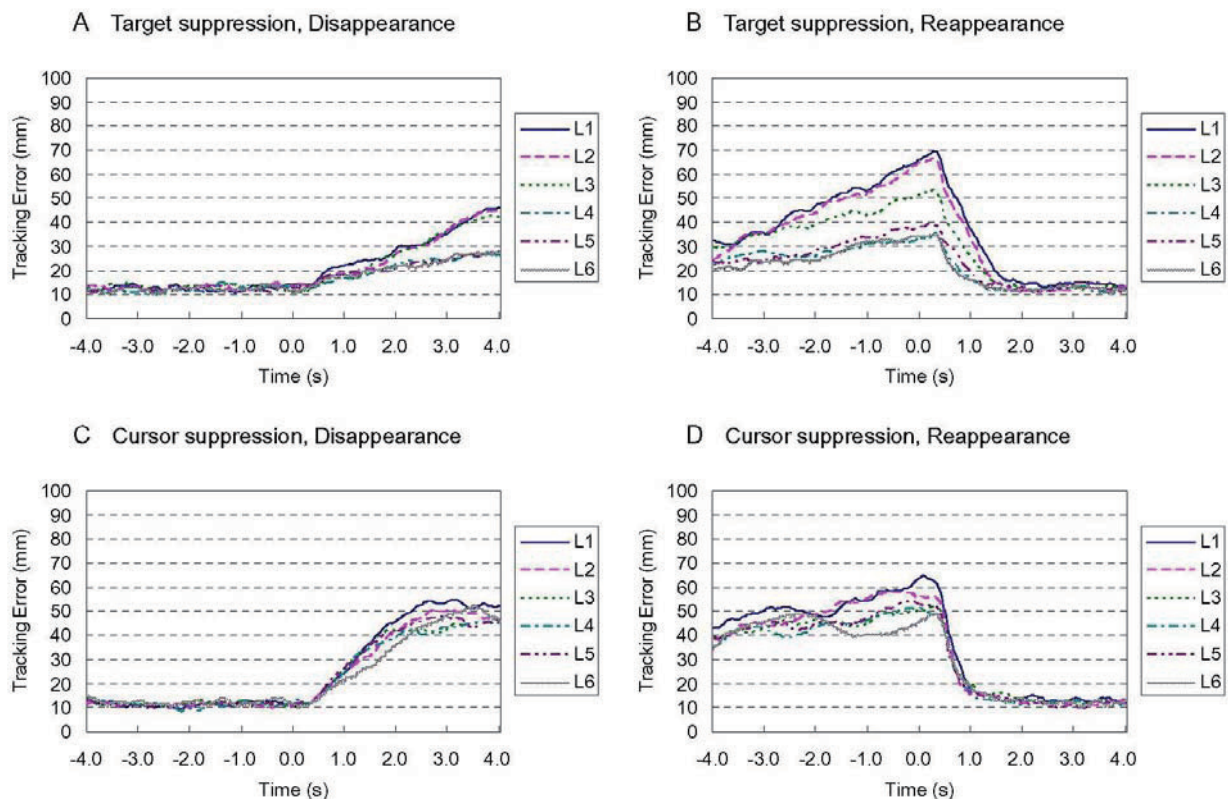 A Target suppression, Disappearance
Tracking Error (mm)
100
90
80
70
60
50
40
30
20
10
0
-4.0 -3.0 -2.0 -1.0 0.0 1.0 2.0 3.0 4.0
Time (s)
L1
L2
L3
L4
L5
L6
B Target suppression, Reappearance
Tracking Error (mm)
100
90
80
70
60
50
40
30
20
10
0
-4.0 -3.0 -2.0 -1.0 0.0 1.0 2.0 3.0 4.0
Time (s)
L1
L2
L3
L4
L5
L6
C Cursor suppression, Disappearance
Tracking Error (mm)
100
90
80
70
60
50
40
30
20
10
0
-4.0 -3.0 -2.0 -1.0 0.0 1.0 2.0 3.0 4.0
Time (s)
L1
L2
L3
L4
L5
L6
D Cursor suppression, Reappearance
Tracking Error (mm)
100
90
80
70
60
50
40
30
20
10
0
-4.0 -3.0 -2.0 -1.0 0.0 1.0 2.0 3.0 4.0
Time (s)
L1
L2
L3
L4
L5
L6